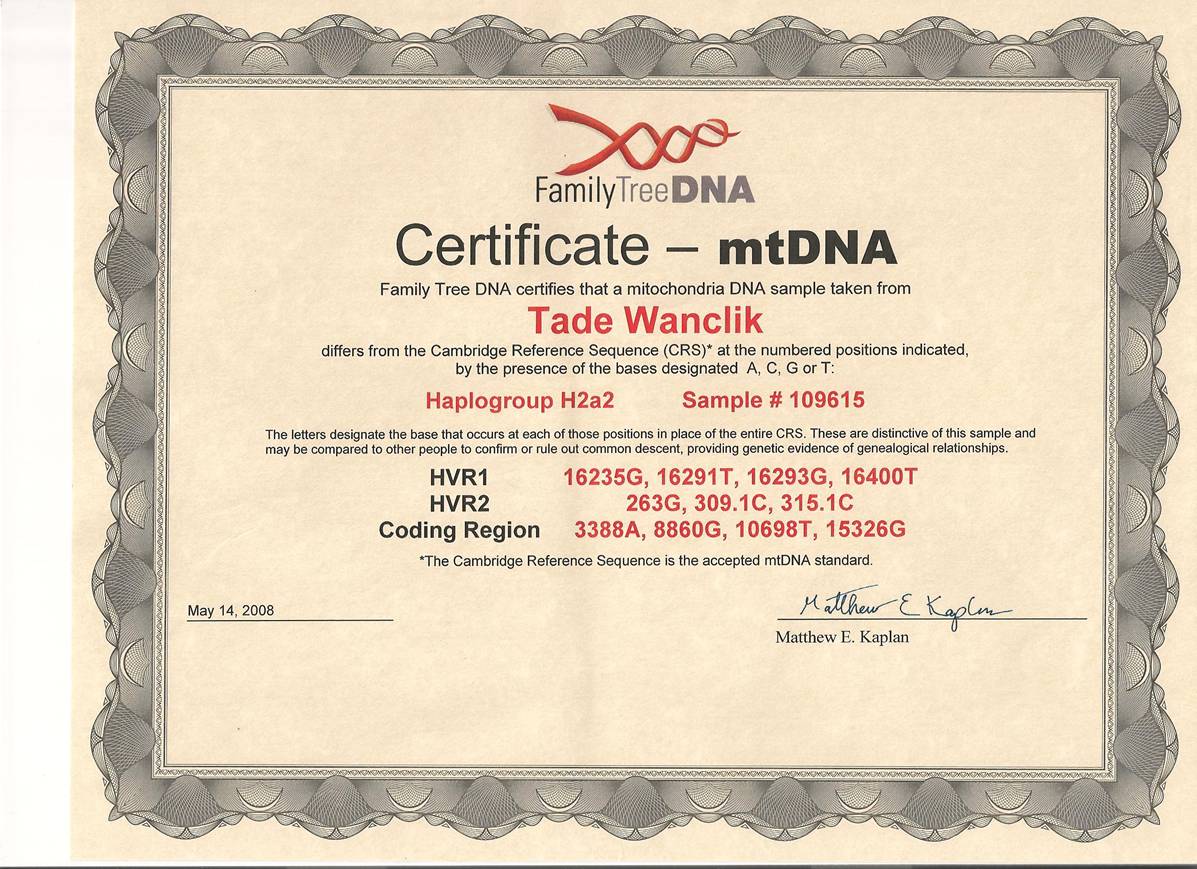 FamilyTreeDNA
Certificate – mtDNA
Family Tree DNA certifies that a mitochondria DNA sample taken from
Tade Wanclik
differs from the Cambridge Reference Sequence (CRS)* at the numbered positions indicated,
by the presence of the bases designated A, C, G or T:
Haplogroup H2a2 Sample # 109615
The letters designate the base that occurs at each of those positions in place of the entire CRS. These are distinctive of this sample and
may be compared to other people to confirm or rule out common descent, providing genetic evidence of genealogical relationships.
HVR1 16235G, 16291T, 16293G, 16400T
HVR2 263G, 309.1C, 315.1C
Coding Region 3388A, 8860G, 10698T, 15326G
*The Cambridge Reference Sequence is the accepted mtDNA standard.
May 14, 2008 Matthew E Kaplan
Matthew E. Kaplan